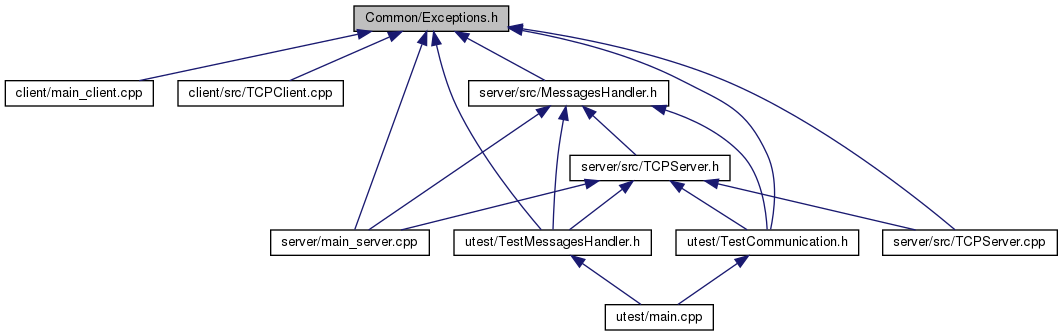 Common/Exceptions.h
client/main_client.cpp
client/src/TCPClient.cpp
server/src/MessagesHandler.h
server/src/TCPServer.h
server/main_server.cpp
utest/TestMessagesHandler.h
utest/TestCommunication.h
server/src/TCPServer.cpp
utest/main.cpp